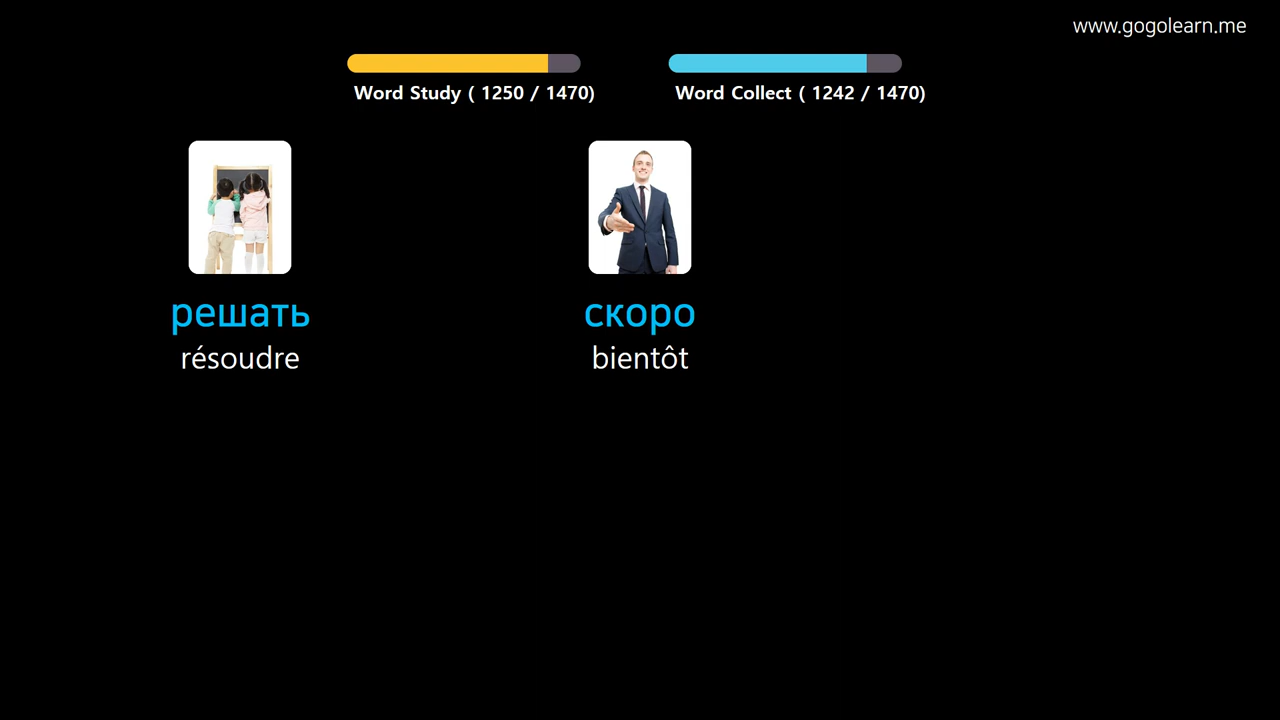 www.gogolearn.me
Word Study ( 1250 / 1470)
Word Collect ( 1242 / 1470)
решать
résoudre
скоро
bientôt